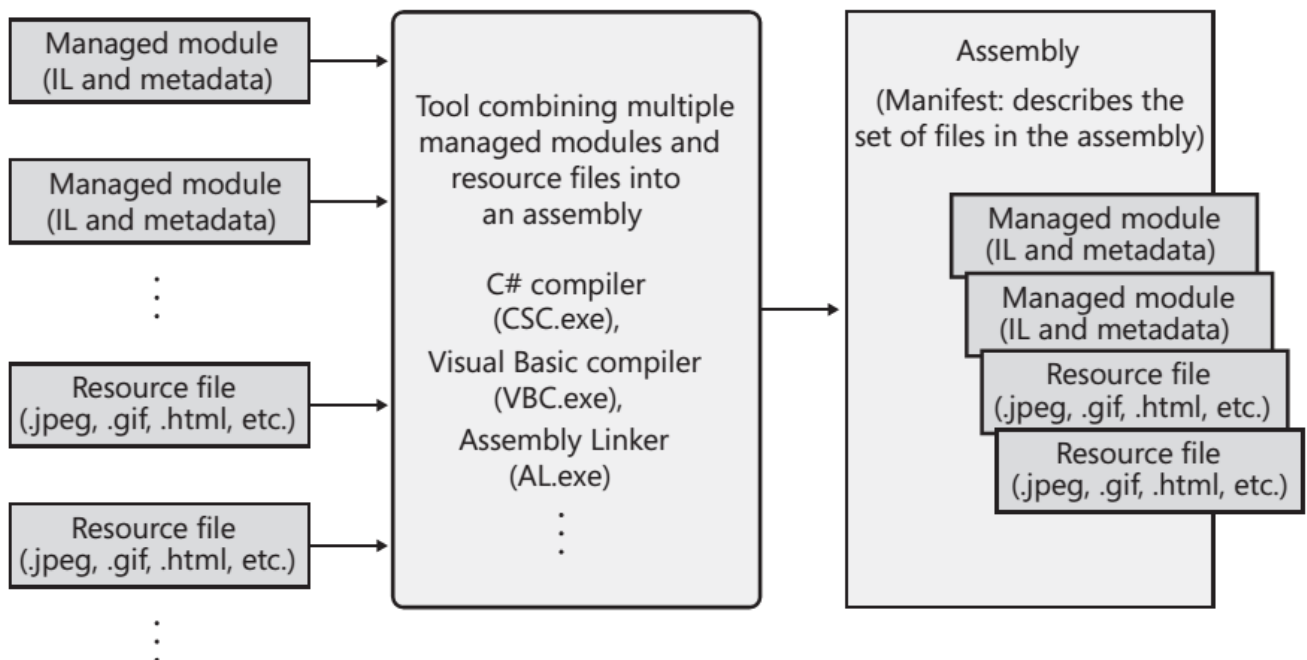 Managed module
(IL and metadata)
Managed module
(IL and metadata)
Resource file
(.jpeg, .gif, .html, etc.)
Resource file
(.jpeg, .gif, .html, etc.)
Tool combining multiple
managed modules and
resource files into
an assembly
C# compiler
(CSC.exe),
Visual Basic compiler
(VBC.exe),
Assembly Linker
(AL.exe)
Assembly
(Manifest: describes the
set of files in the assembly)
Managed module
(IL and metadata)
Managed module
(IL and metadata)
Resource file
(.jpeg, .gif, .html, etc.)
Resource file
(.jpeg, .gif, .html, etc.)